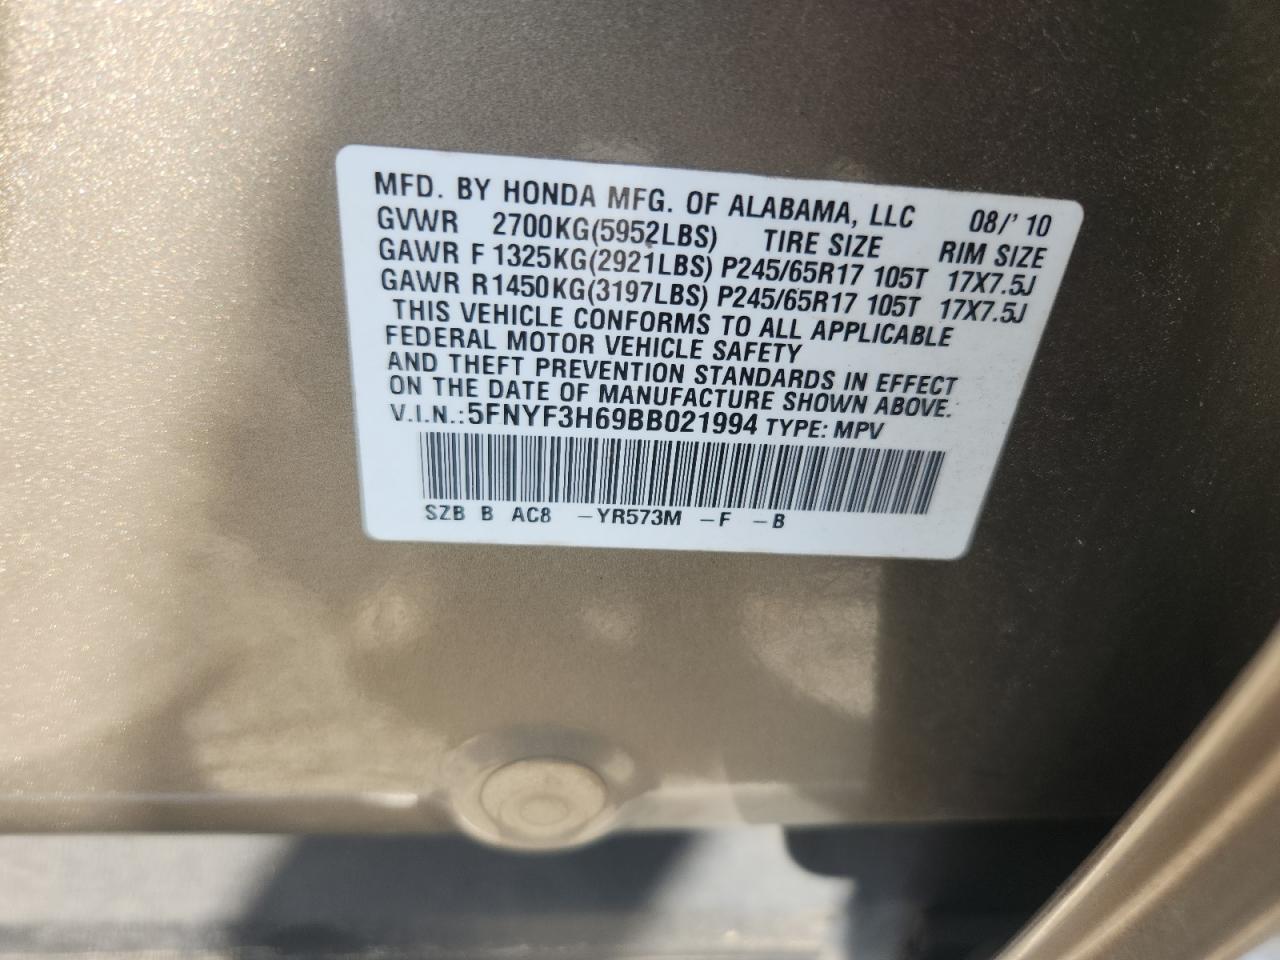 MFD. BY HONDA MFG. OF ALABAMA, LLC 08/' 10
GVWR 2700KG(5952LBS) TIRE SIZE RIM SIZE
GAWR F 1325KG(2921LBS) P245/65R17 105T 17X7.5J
GAWR R1450KG(3197LBS) P245/65R17 105T 17X7.5J
THIS VEHICLE CONFORMS TO ALL APPLICABLE
FEDERAL MOTOR VEHICLE SAFETY
AND THEFT PREVENTION STANDARDS IN EFFECT
ON THE DATE OF MANUFACTURE SHOWN ABOVE.
V.I.N.:5FNYF3H69BB021994 TYPE: MPV
SZB B AC8 -YR573M -F -B